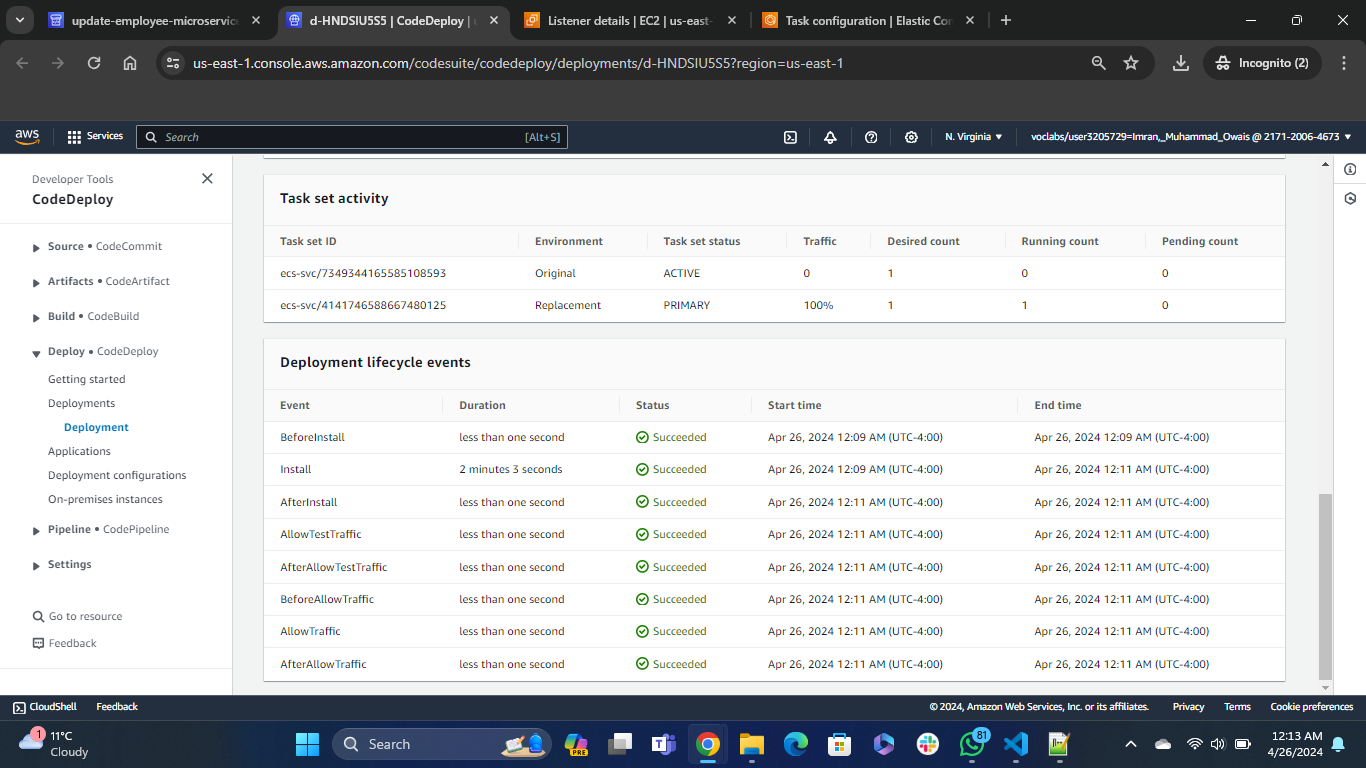 update-employee-microservic
d-HNDSIU5S5 | CodeDeploy | u
Listener details | EC2 | us-east-
Task configuration | Elastic Con
us-east-1.console.aws.amazon.com/codesuite/codedeploy/deployments/d-HNDSIU5S5?region=us-east-1
Incognito (2)
aws
Services
Search
[Alt+S]
N. Virginia
voclabs/user3205729=Imran,_Muhammad_Owais @ 2171-2006-4673
Developer Tools
CodeDeploy
Source • CodeCommit
Artifacts • CodeArtifact
Build • CodeBuild
Deploy • CodeDeploy
Getting started
Deployments
Deployment
Applications
Deployment configurations
On-premises instances
Pipeline • CodePipeline
Settings
Go to resource
Feedback
Task set activity
Task set ID Environment Task set status Traffic Desired count Running count Pending count
ecs-svc/7349344165585108593 Original ACTIVE 0 1 0 0
ecs-svc/4141746588667480125 Replacement PRIMARY 100% 1 1 0
Deployment lifecycle events
Event Duration Status Start time End time
BeforeInstall less than one second Succeeded Apr 26, 2024 12:09 AM (UTC-4:00) Apr 26, 2024 12:09 AM (UTC-4:00)
Install 2 minutes 3 seconds Succeeded Apr 26, 2024 12:09 AM (UTC-4:00) Apr 26, 2024 12:11 AM (UTC-4:00)
AfterInstall less than one second Succeeded Apr 26, 2024 12:11 AM (UTC-4:00) Apr 26, 2024 12:11 AM (UTC-4:00)
AllowTestTraffic less than one second Succeeded Apr 26, 2024 12:11 AM (UTC-4:00) Apr 26, 2024 12:11 AM (UTC-4:00)
AfterAllowTestTraffic less than one second Succeeded Apr 26, 2024 12:11 AM (UTC-4:00) Apr 26, 2024 12:11 AM (UTC-4:00)
BeforeAllowTraffic less than one second Succeeded Apr 26, 2024 12:11 AM (UTC-4:00) Apr 26, 2024 12:11 AM (UTC-4:00)
AllowTraffic less than one second Succeeded Apr 26, 2024 12:11 AM (UTC-4:00) Apr 26, 2024 12:11 AM (UTC-4:00)
AfterAllowTraffic less than one second Succeeded Apr 26, 2024 12:11 AM (UTC-4:00) Apr 26, 2024 12:11 AM (UTC-4:00)
CloudShell
Feedback
© 2024, Amazon Web Services, Inc. or its affiliates.
Privacy
Terms
Cookie preferences
1
11°C
Cloudy
Search
PRE
81
12:13 AM
4/26/2024